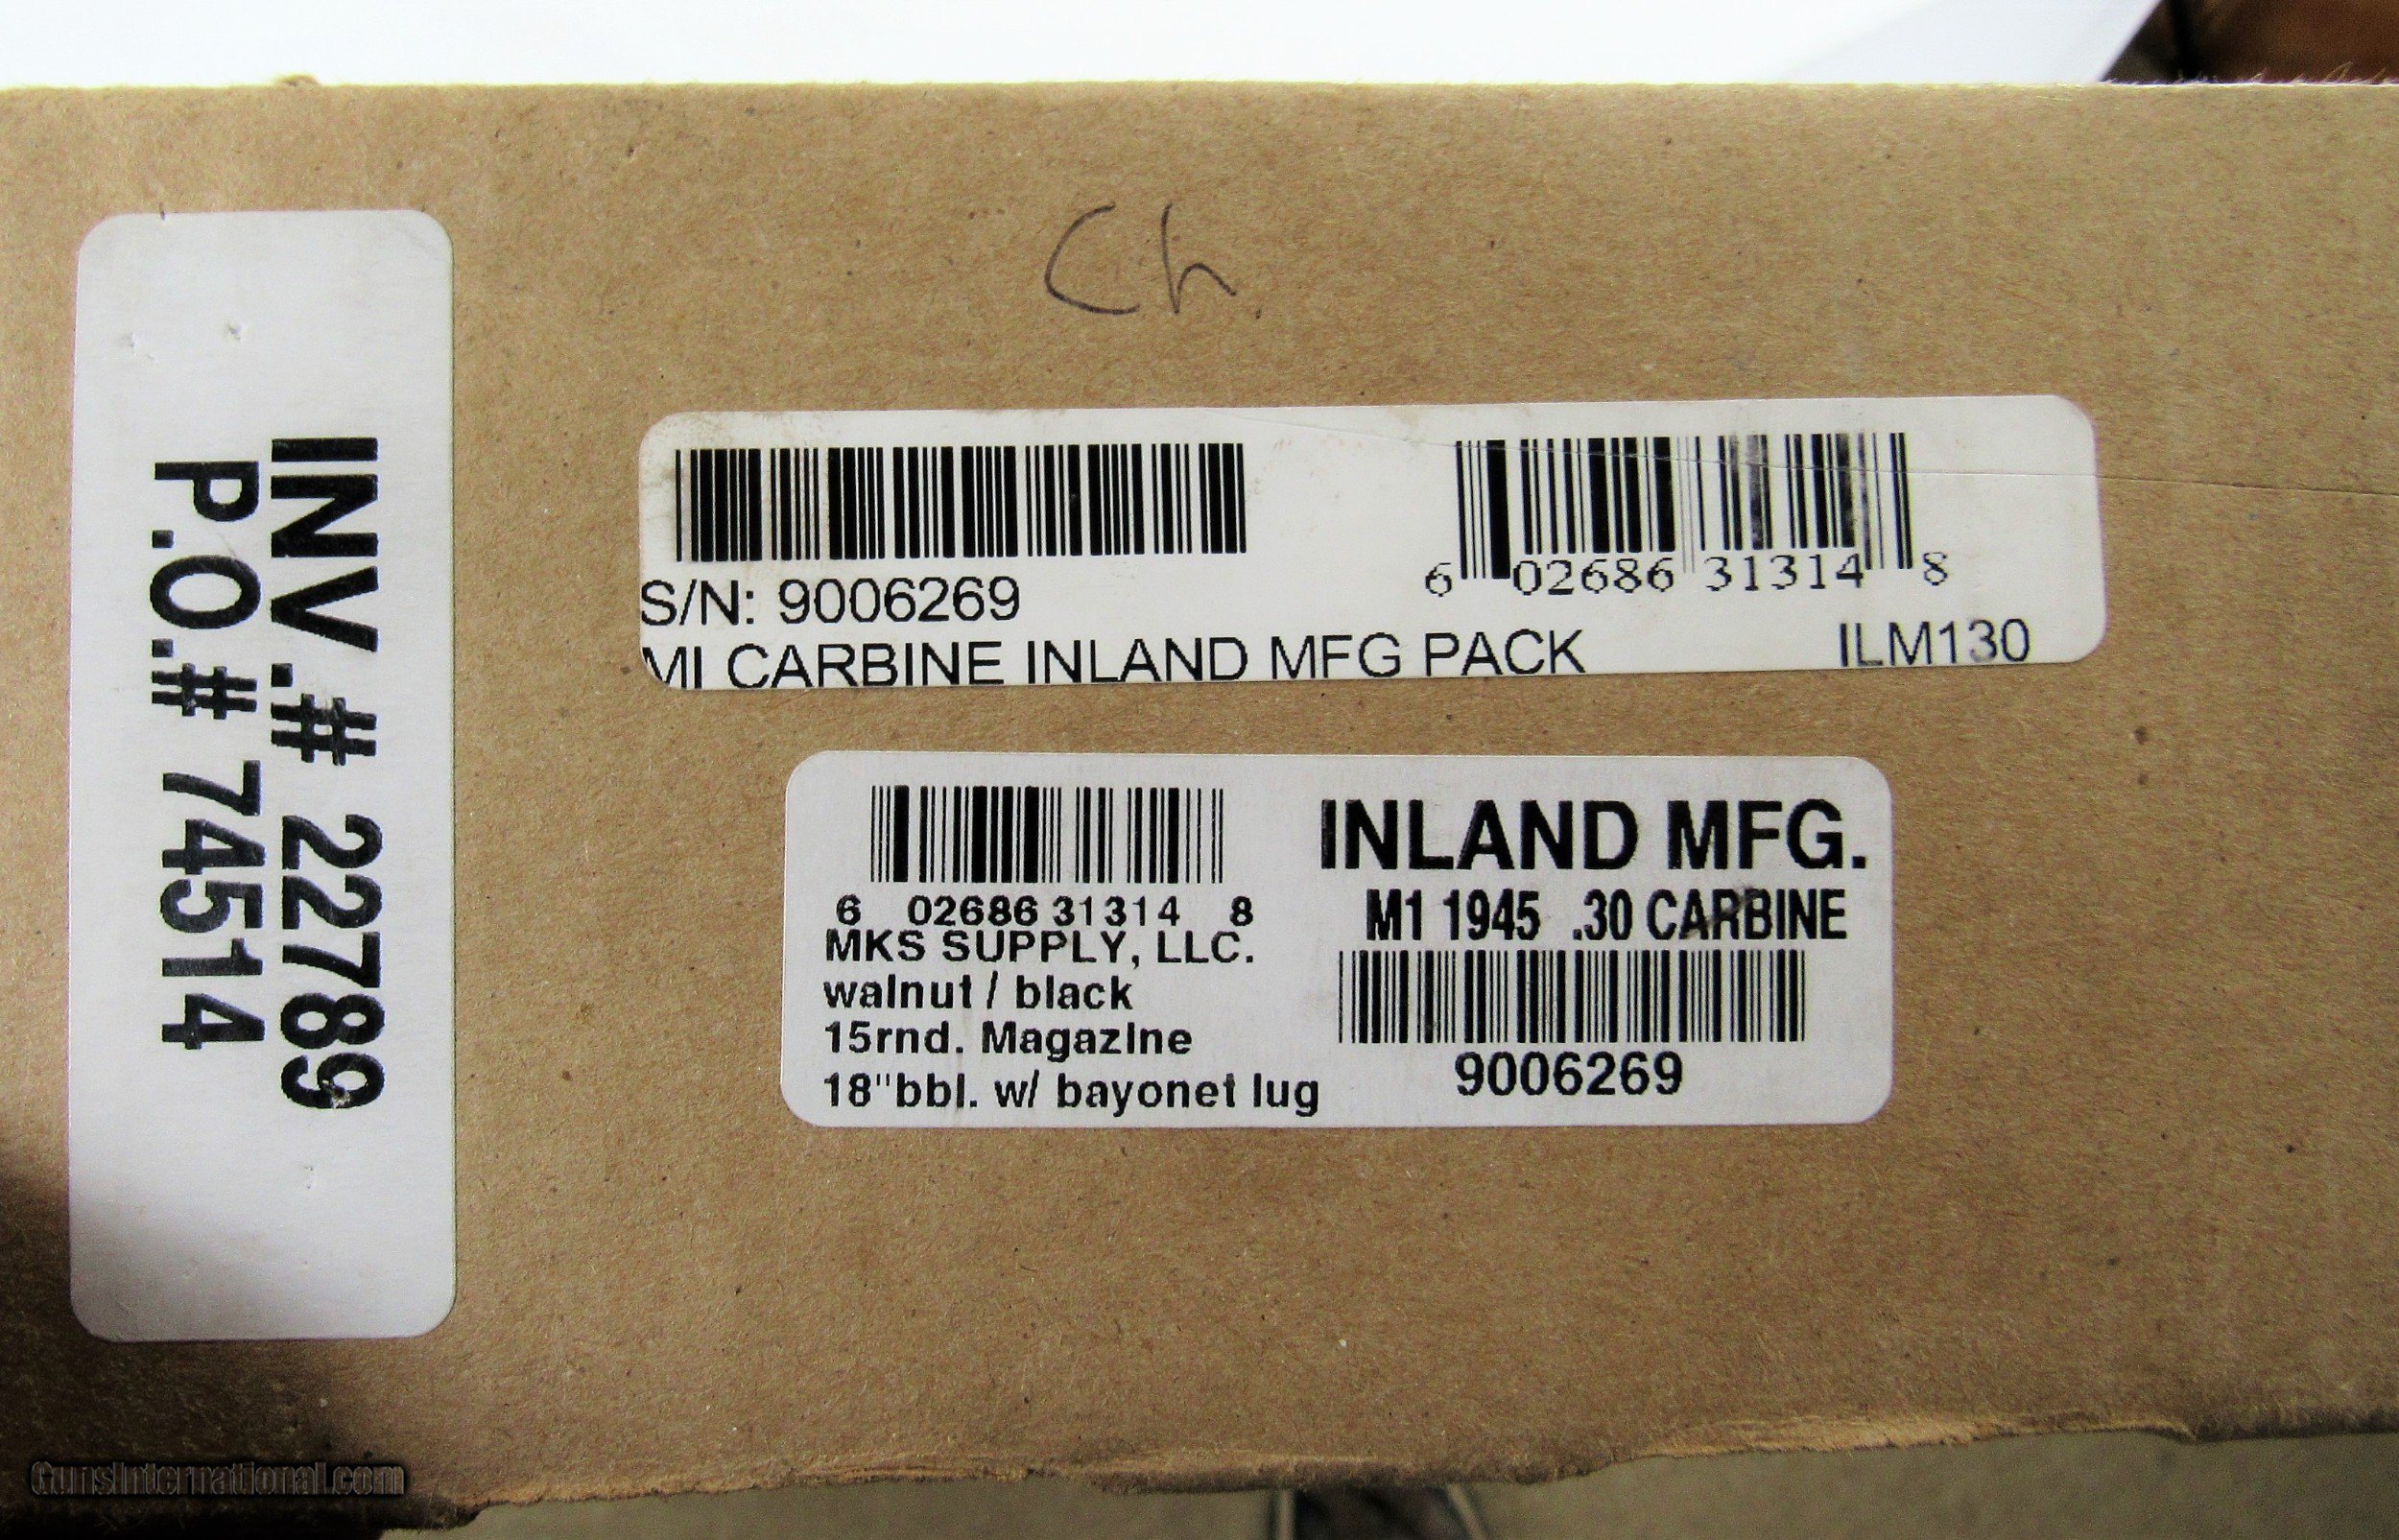 Ch.
INV.# 22789
P.O.# 74514
6 02686 31314 8
S/N: 9006269
MI CARBINE INLAND MFG PACK ILM130
INLAND MFG.
M1 1945 .30 CARBINE
9006269
6 02686 31314 8
MKS SUPPLY, LLC.
walnut / black
15rnd. Magazine
18"bbl. w/ bayonet lug
GunsInternational.com